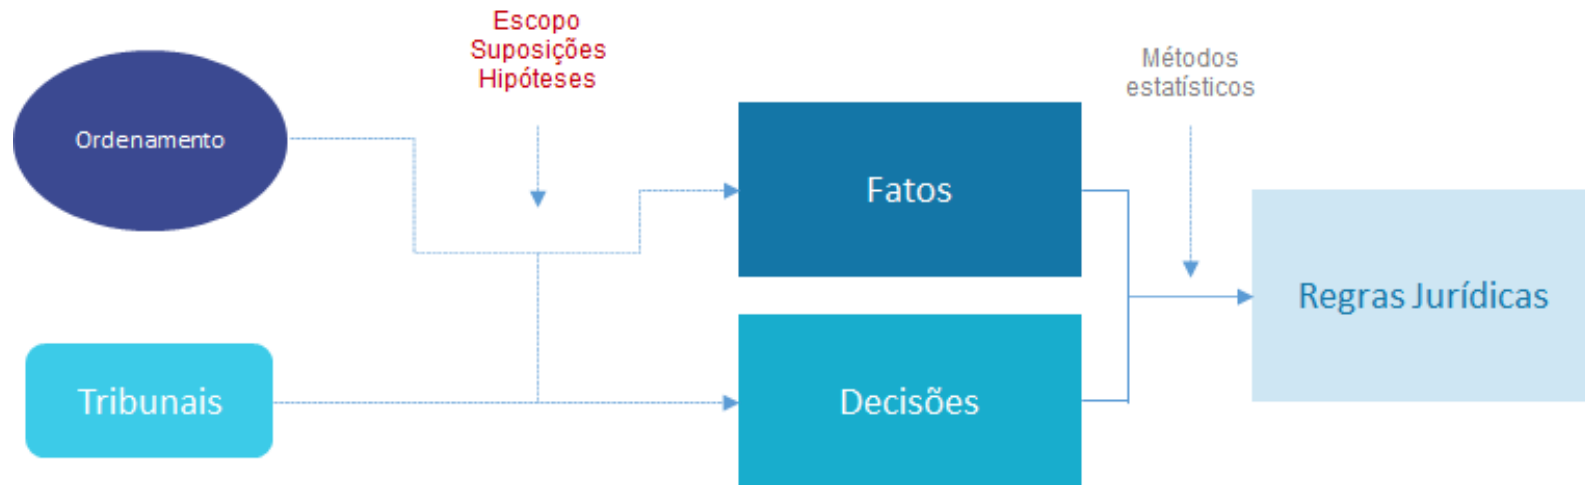 Escopo
Suposições
Hipóteses
Métodos
estatísticos
Ordenamento
Fatos
Regras Jurídicas
Tribunais
Decisões